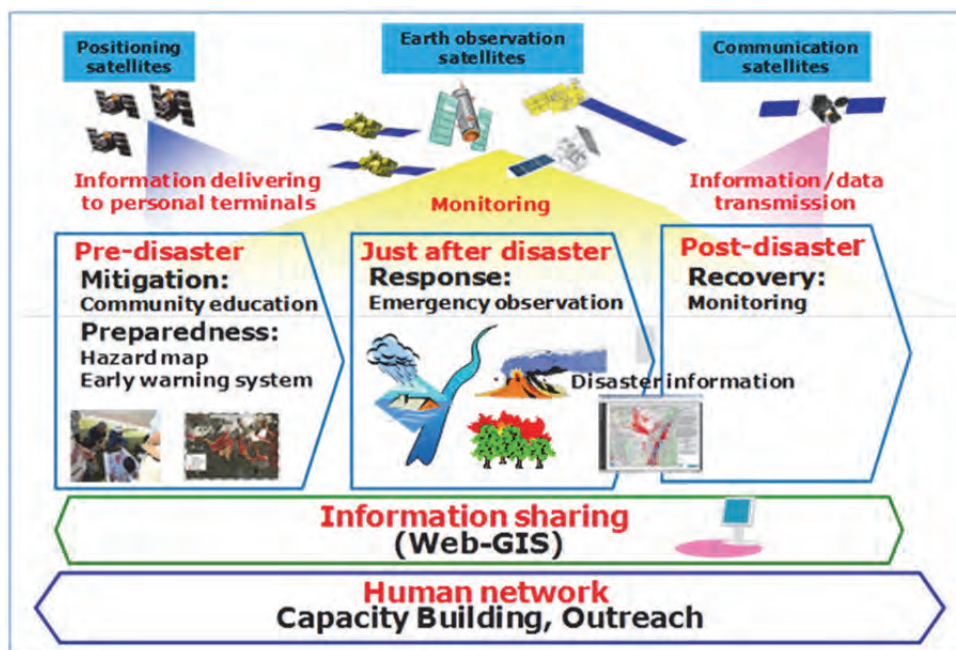 Positioning
satellites
Earth observation
satellites
Communication
satellites
Information delivering
to personal terminals
Monitoring
Information/data
transmission
Pre-disaster
Mitigation:
Community education
Preparedness:
Hazard map
Early warning system
Just after disaster
Response:
Emergency observation
Disaster information
Post-disaster
Recovery:
Monitoring
Information sharing
(Web-GIS)
Human network
Capacity Building, Outreach